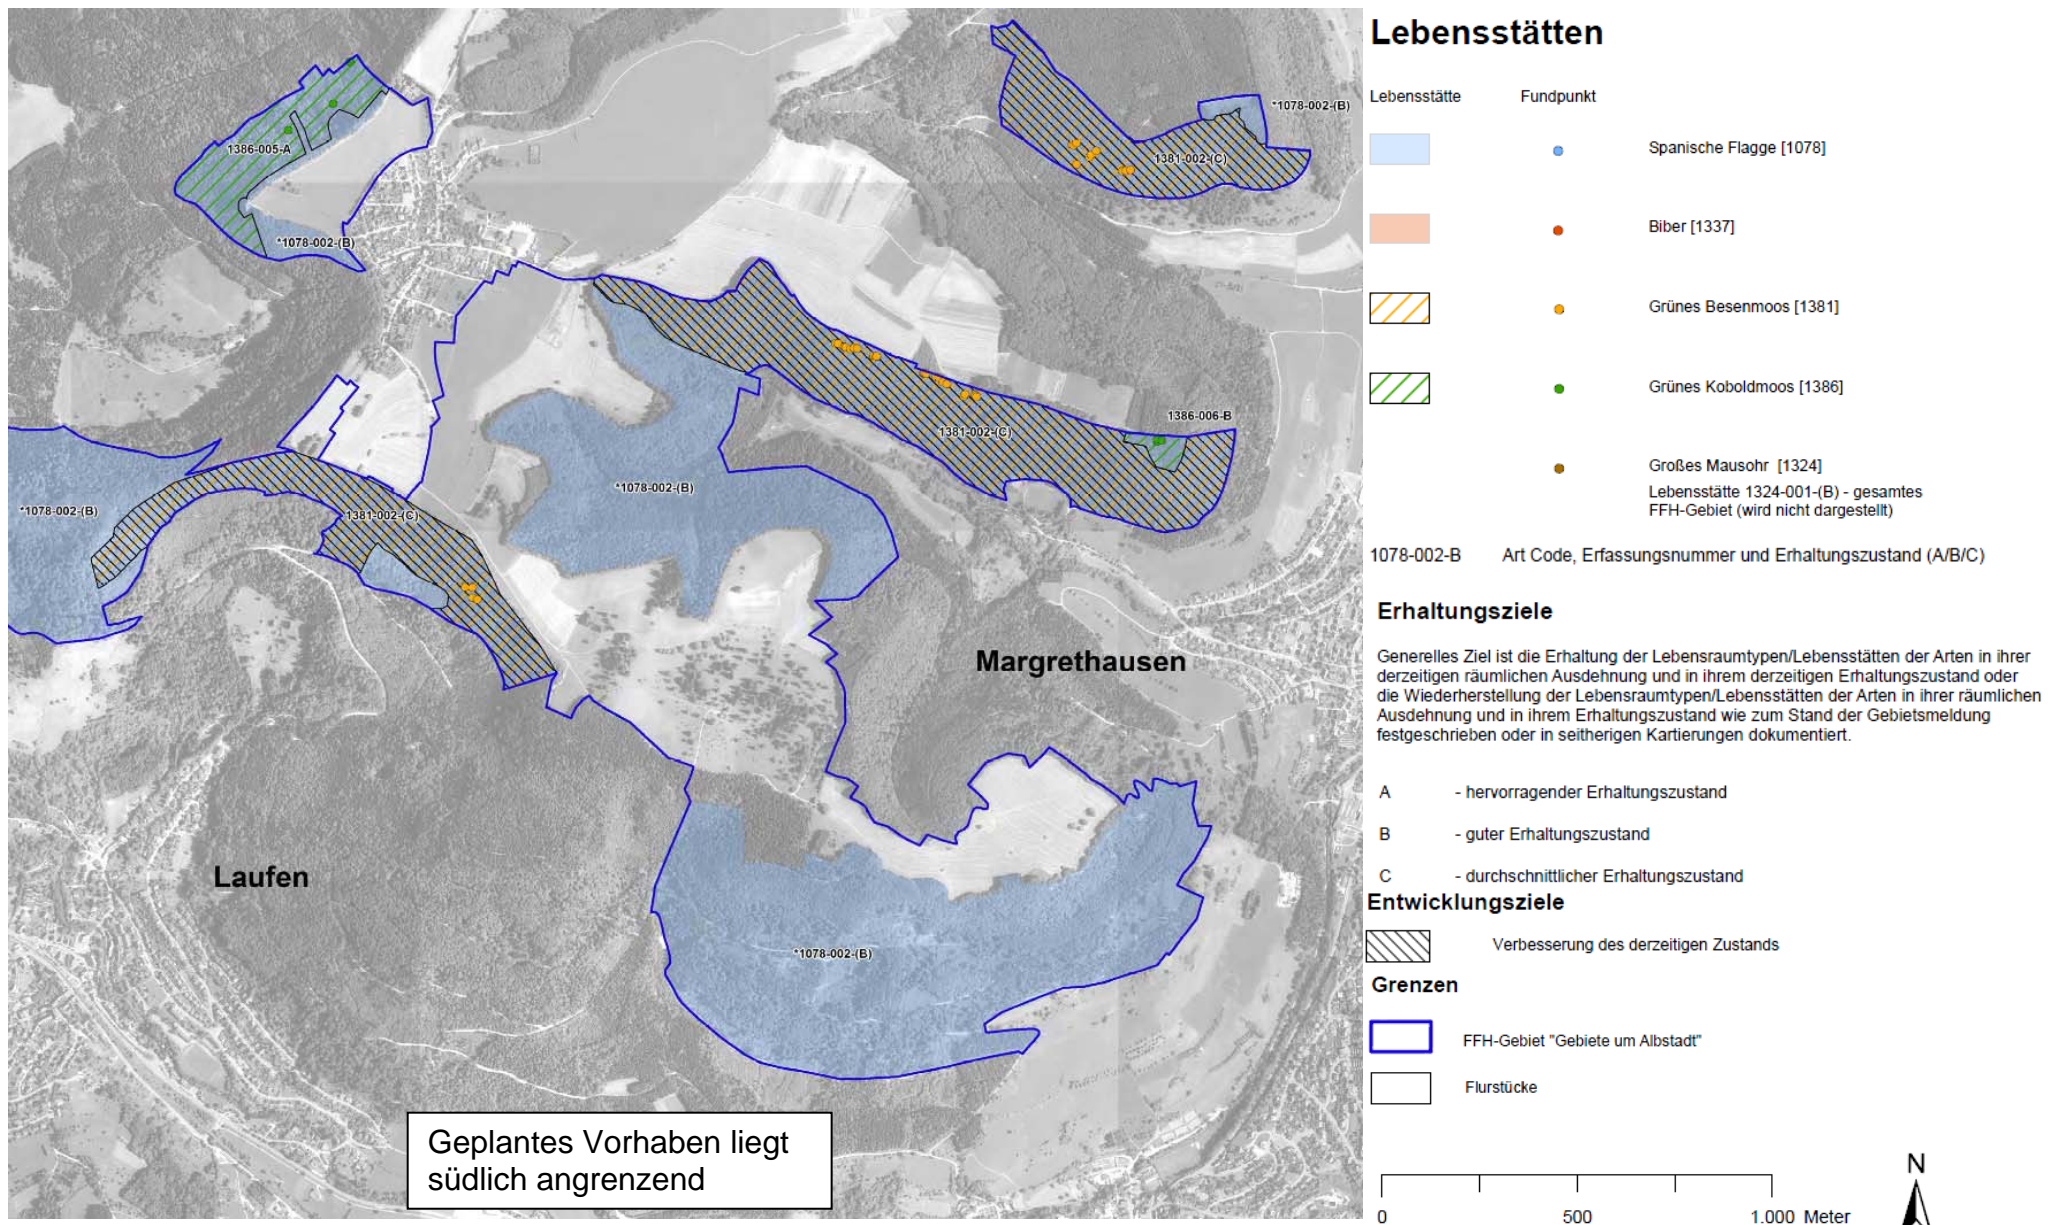 *1078-002-(B)
1386-005-A
1381-002-(C)
*1078-002-(B)
1386-006-B
1381-002-(C)
*1078-002-(B)
*1078-002-(B)
1381-002-(C)
Margrethausen
Laufen
*1078-002-(B)
Geplantes Vorhaben liegt
südlich angrenzend
Lebensstätten
Lebensstätte Fundpunkt
Spanische Flagge [1078]
Biber [1337]
Grünes Besenmoos [1381]
Grünes Koboldmoos [1386]
Großes Mausohr [1324]
Lebensstätte 1324-001-(B) - gesamtes
FFH-Gebiet (wird nicht dargestellt)
1078-002-B Art Code, Erfassungsnummer und Erhaltungszustand (A/B/C)
Erhaltungsziele
Generelles Ziel ist die Erhaltung der Lebensraumtypen/Lebensstätten der Arten in ihrer
derzeitigen räumlichen Ausdehnung und in ihrem derzeitigen Erhaltungszustand oder
die Wiederherstellung der Lebensraumtypen/Lebensstätten der Arten in ihrer räumlichen
Ausdehnung und in ihrem Erhaltungszustand wie zum Stand der Gebietsmeldung
festgeschrieben oder in seitherigen Kartierungen dokumentiert.
A - hervorragender Erhaltungszustand
B - guter Erhaltungszustand
C - durchschnittlicher Erhaltungszustand
Entwicklungsziele
Verbesserung des derzeitigen Zustands
Grenzen
FFH-Gebiet "Gebiete um Albstadt"
Flurstücke
N
0 500 1.000 Meter